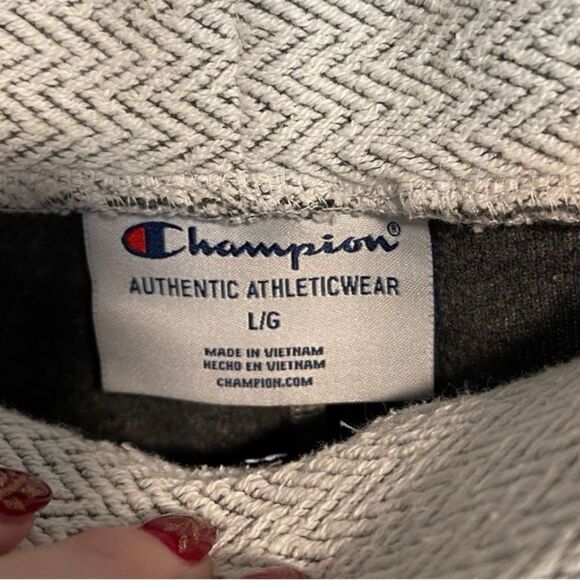 Champion®
AUTHENTIC ATHLETICWEAR
L/G
MADE IN VIETNAM
HECHO EN VIETNAM
CHAMPION.COM